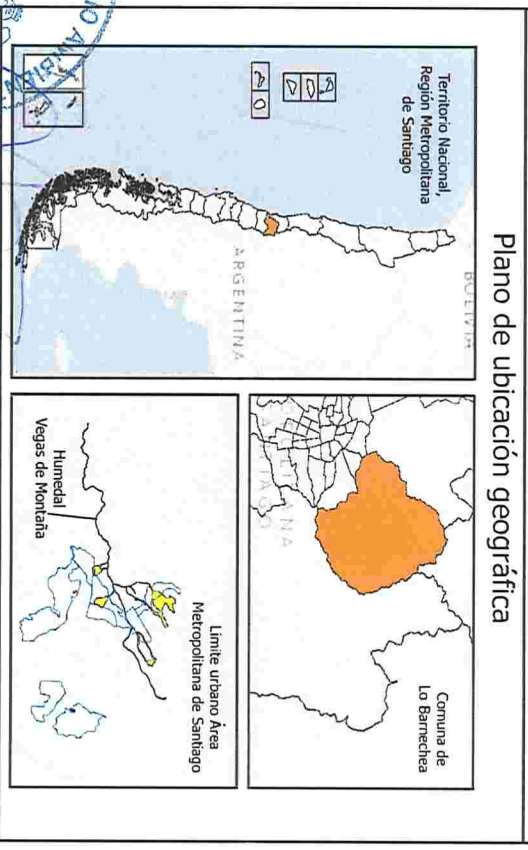 Plano de ubicación geográfica
Territorio Nacional,
Región Metropolitana
de Santiago
BOLIVIA
ARGENTINA
Comuna de
Lo Barnechea
Límite urbano Área
Metropolitana de Santiago
Humedal
Vegas de Montaña